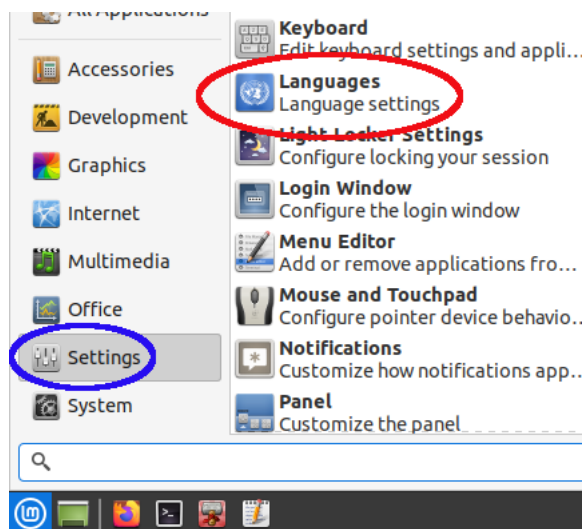 All Applications
Accessories
Development
Graphics
Internet
Multimedia
Office
Settings
System
Keyboard
Edit keyboard settings and appli...
Languages
Language settings
Light Locker Settings
Configure locking your session
Login Window
Configure the login window
Menu Editor
Add or remove applications fro...
Mouse and Touchpad
Configure pointer device behavio...
Notifications
Customize how notifications app...
Panel
Customize the panel